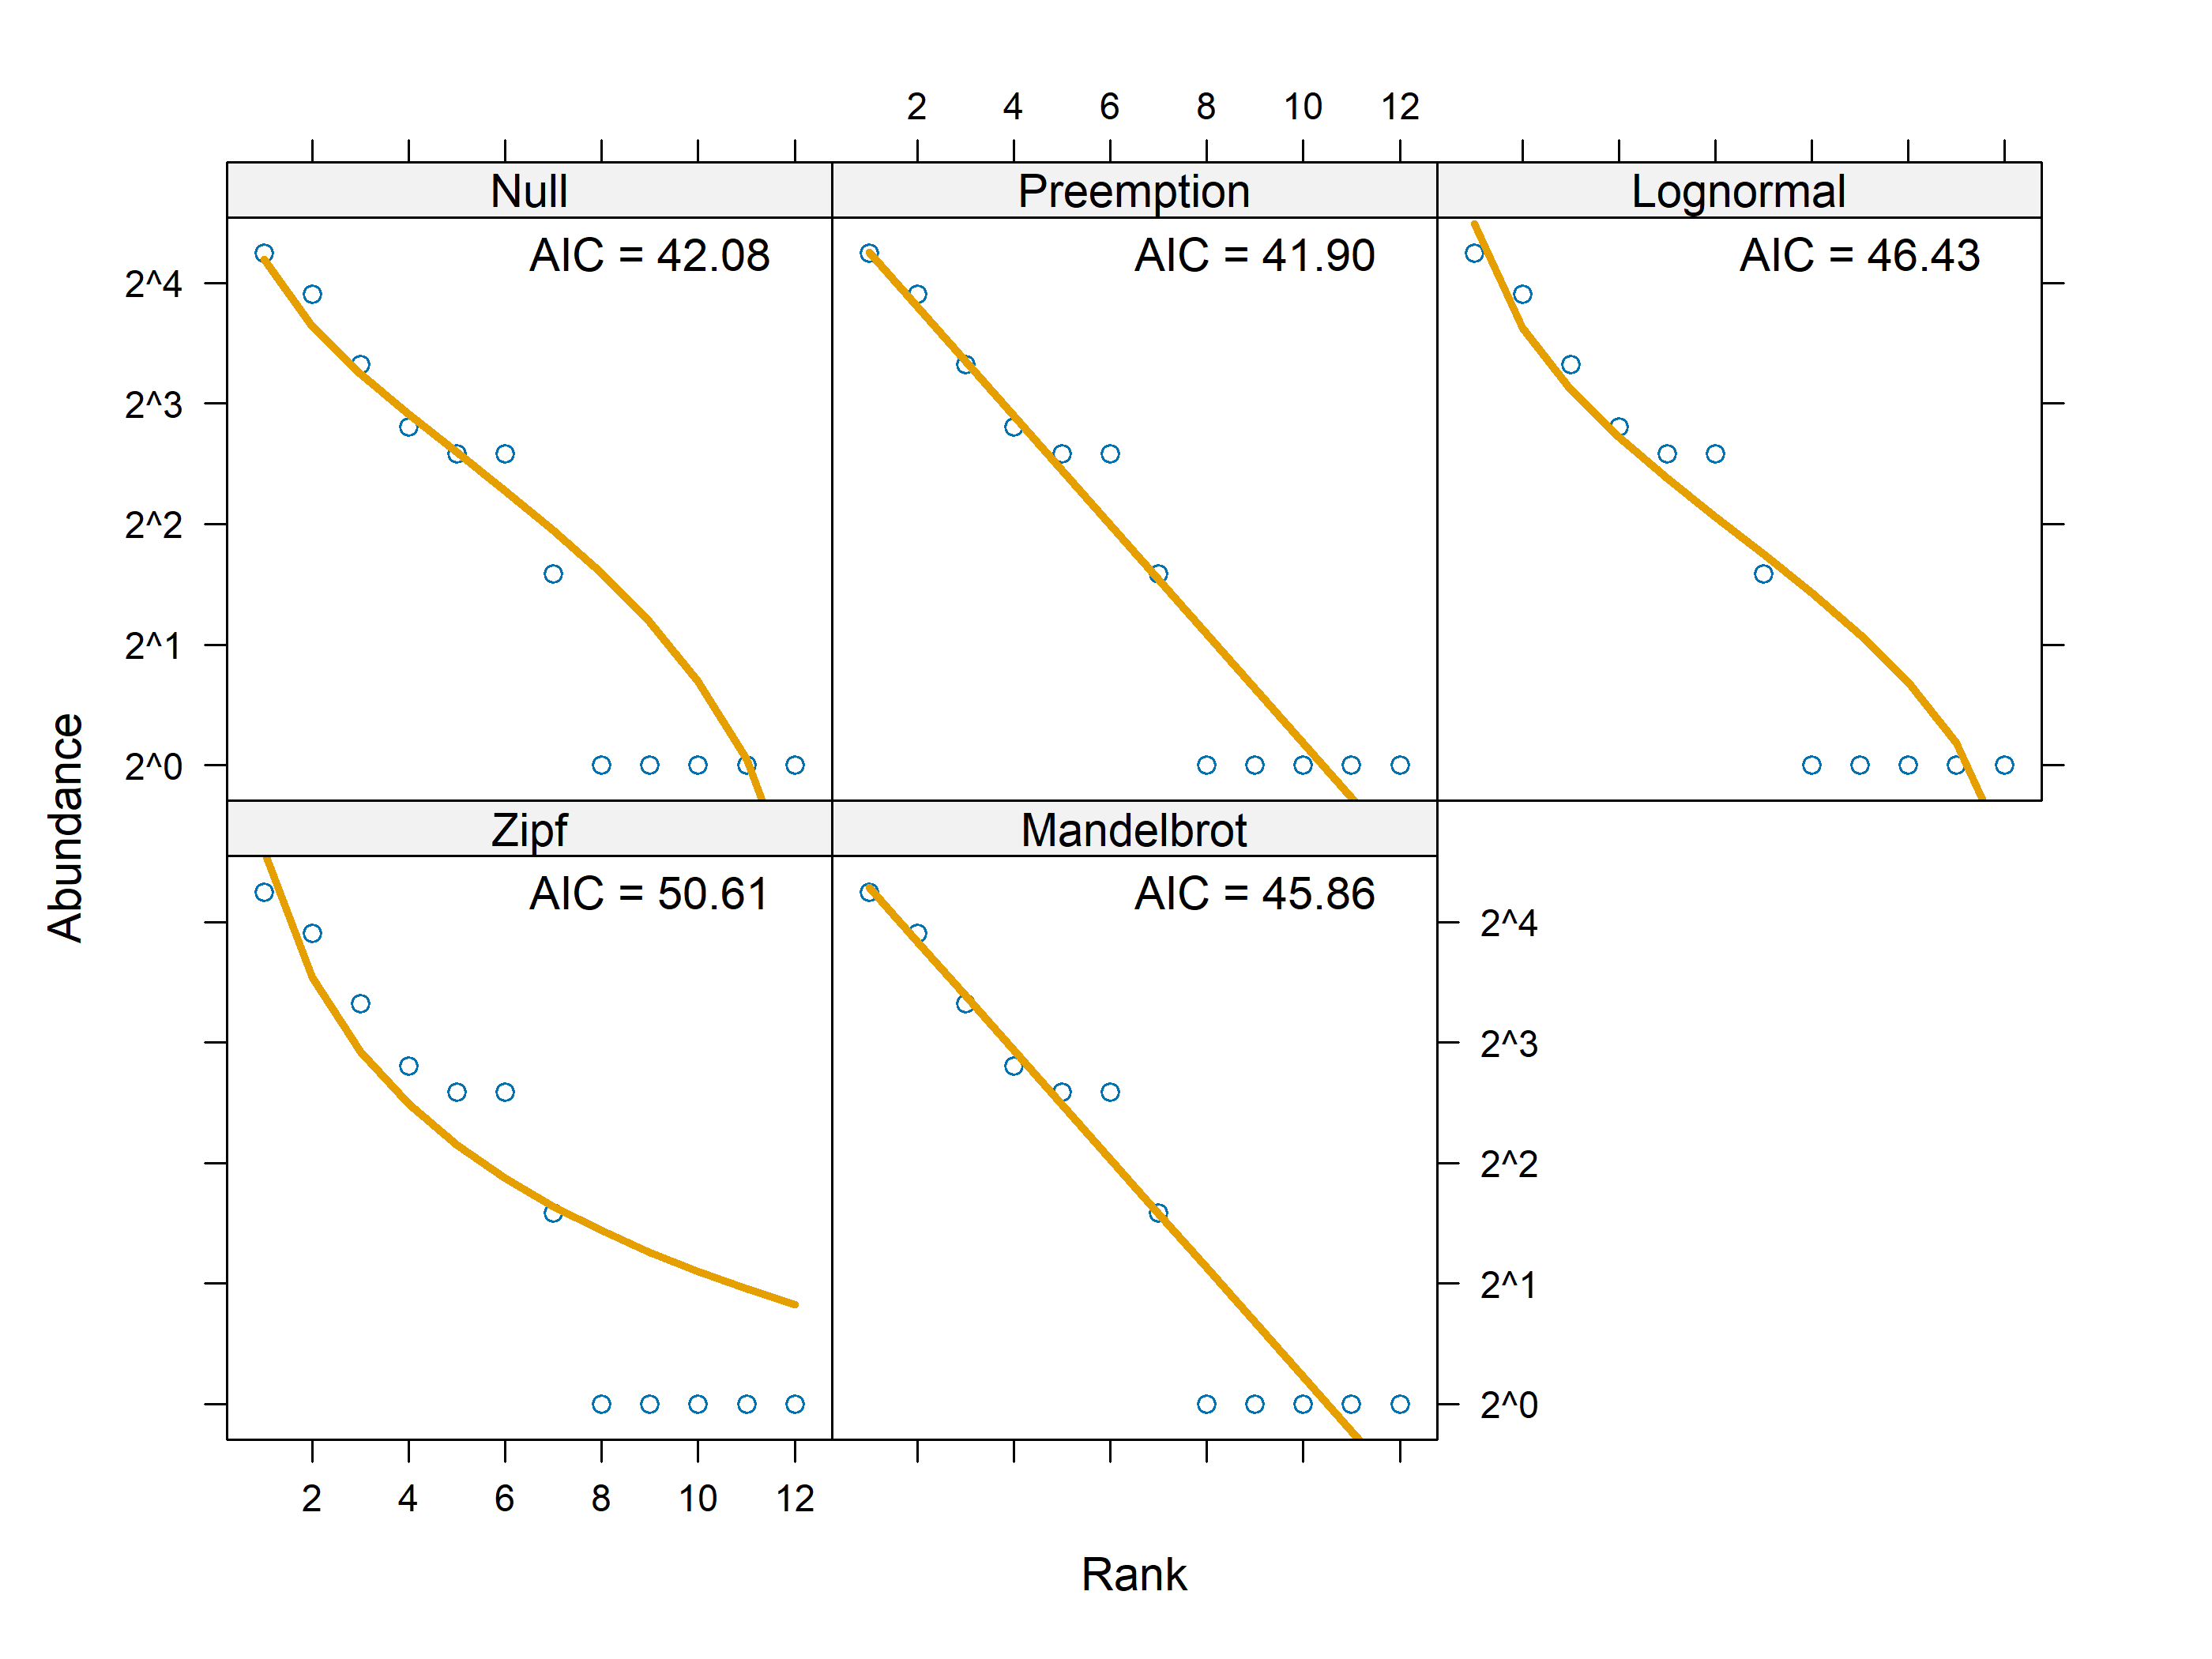 2 4 6 8 10 12
Null Preemption Lognormal
AIC = 42.08 AIC = 41.90 AIC = 46.43
2^4
2^3
2^2
2^1
2^0
Abundance
Zipf Mandelbrot
AIC = 50.61 AIC = 45.86
2^4
2^3
2^2
2^1
2^0
2 4 6 8 10 12
Rank